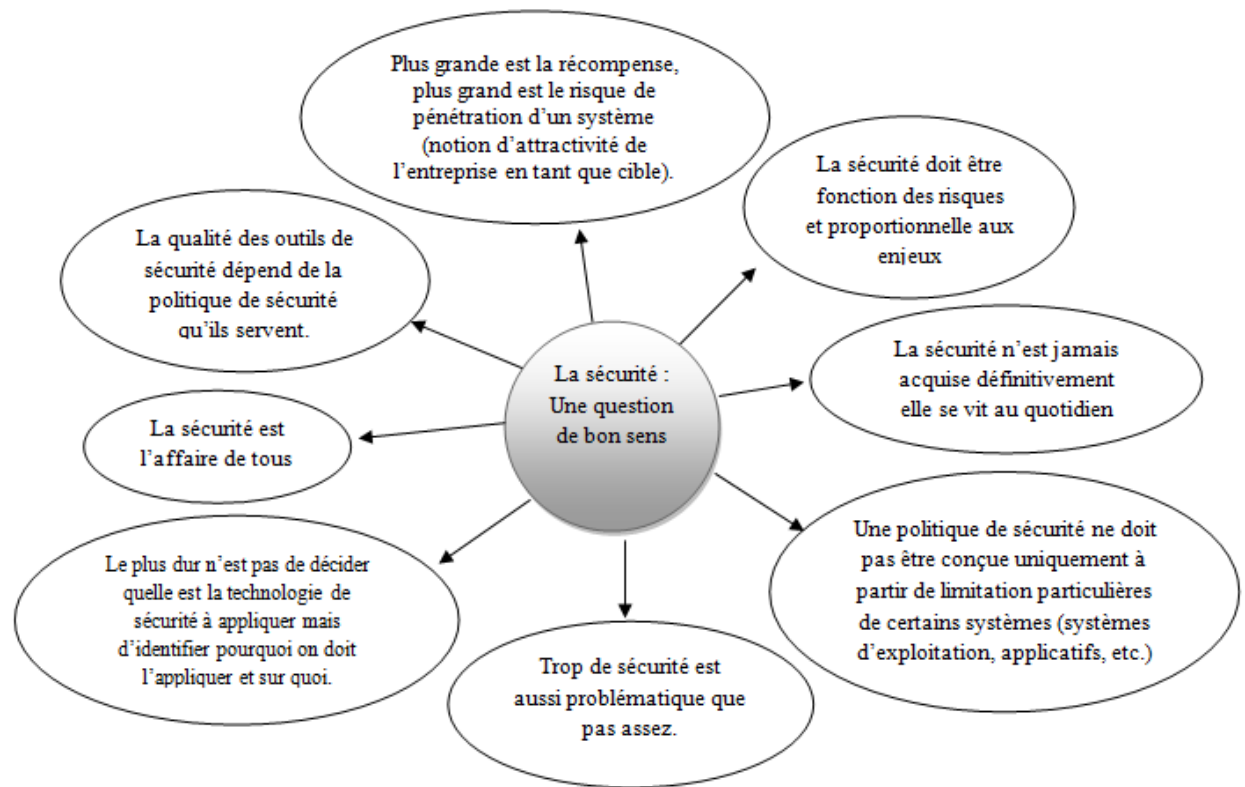 Plus grande est la récompense,
plus grand est le risque de
pénétration d’un système
(notion d’attractivité de
l’entreprise en tant que cible).
La sécurité doit être
fonction des risques
et proportionnelle aux
enjeux
La qualité des outils de
sécurité dépend de la
politique de sécurité
qu’ils servent.
La sécurité :
Une question
de bon sens
La sécurité n’est jamais
acquise définitivement
elle se vit au quotidien
La sécurité est
l’affaire de tous
Une politique de sécurité ne doit
pas être conçue uniquement à
partir de limitation particulières
de certains systèmes (systèmes
d’exploitation, applicatifs, etc.)
Le plus dur n’est pas de décider
quelle est la technologie de
sécurité à appliquer mais
d’identifier pourquoi on doit
l’appliquer et sur quoi.
Trop de sécurité est
aussi problématique que
pas assez.